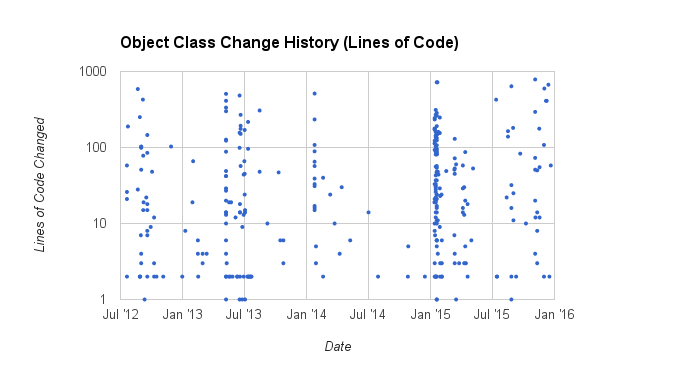 Object Class Change History (Lines of Code)
1000
100
10
1
Lines of Code Changed
Jul '12 Jan '13 Jul '13 Jan '14 Jul '14 Jan '15 Jul '15 Jan '16
Date